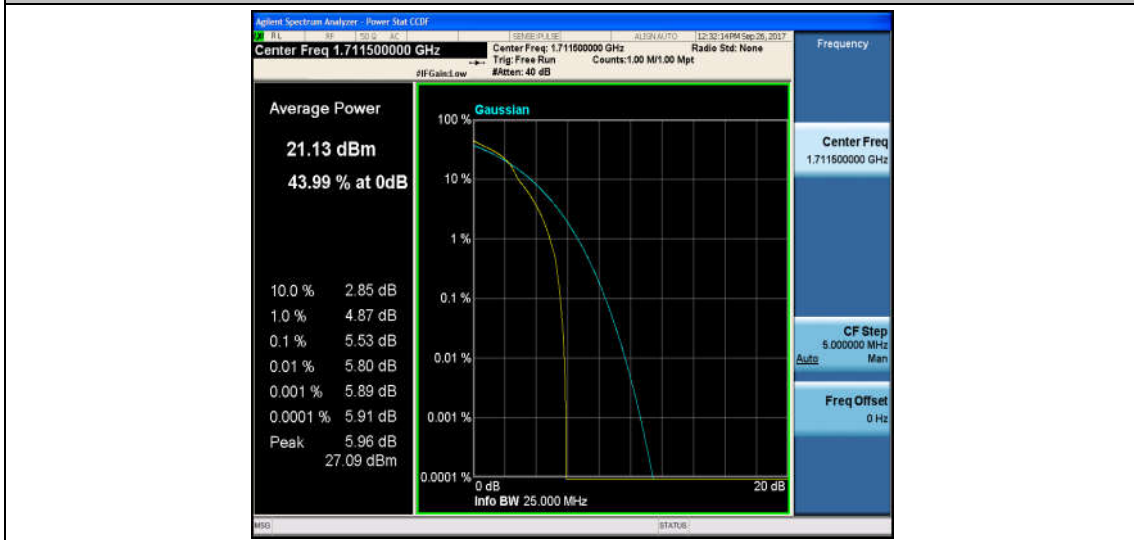 Agilent Spectrum Analyzer - Power Stat CCDF
RL RF 50 Ω AC SENSE:PULSE ALIGN AUTO 12:32:14 PM Sep 26, 2017
Center Freq 1.711500000 GHz
Center Freq: 1.711500000 GHz Radio Std: None
Trig: Free Run Counts:1.00 M/1.00 Mpt
#IFGain:Low #Atten: 40 dB
Frequency
Average Power
21.13 dBm
43.99 % at 0dB
10.0 % 2.85 dB
1.0 % 4.87 dB
0.1 % 5.53 dB
0.01 % 5.80 dB
0.001 % 5.89 dB
0.0001 % 5.91 dB
Peak 5.96 dB
27.09 dBm
Gaussian
100 %
10 %
1 %
0.1 %
0.01 %
0.001 %
0.0001 %
0 dB 20 dB
Info BW 25.000 MHz
Center Freq
1.711500000 GHz
CF Step
5.000000 MHz
Auto Man
Freq Offset
0 Hz
MSG STATUS